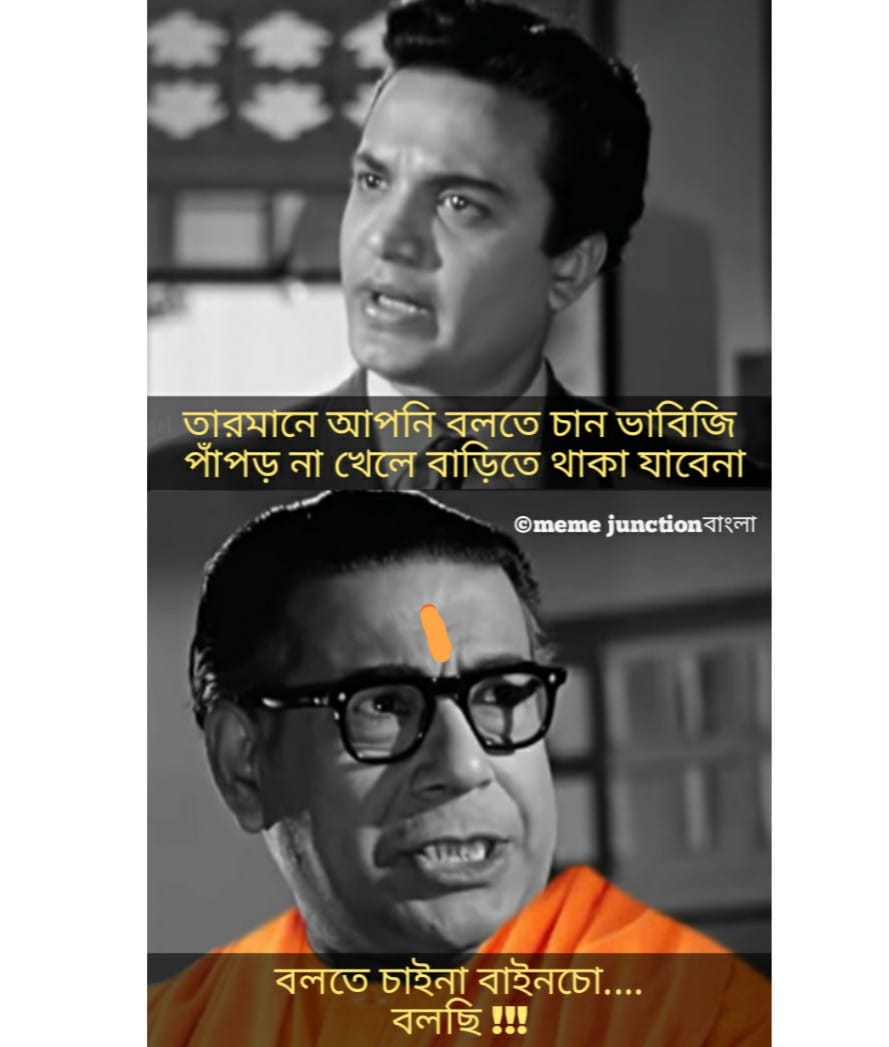 তারমানে আপনি বলতে চান ভাবিজি
পাঁপড় না খেলে বাড়িতে থাকা যাবেনা
©meme junctionবাংলা
বলতে চাইনা বাইনচো....
বলছি !!!